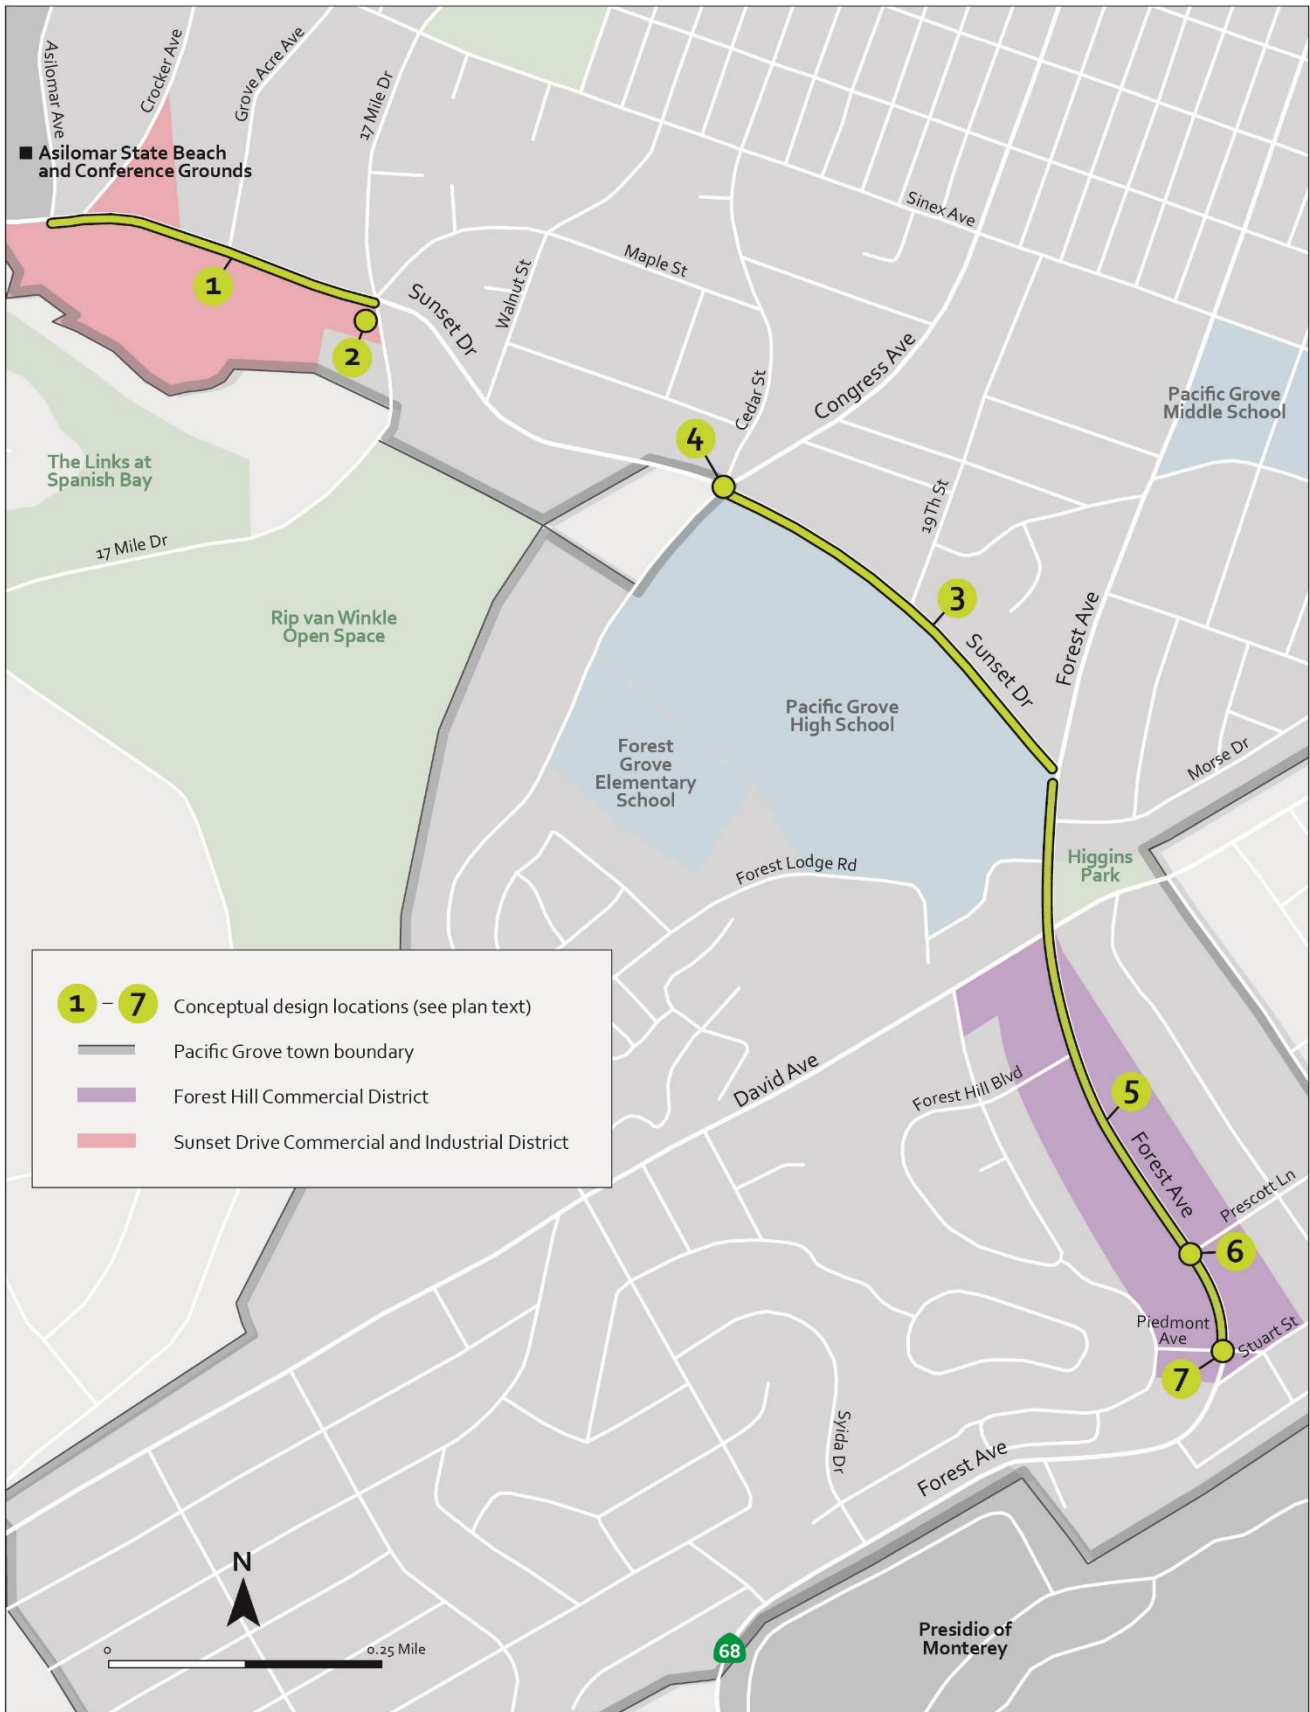 Asilomar Ave
Crocker Ave
Grove Acre Ave
17 Mile Dr
Asilomar State Beach
and Conference Grounds
Sinex Ave
Maple St
Walnut St
Sunset Dr
1
2
Cedar St
Congress Ave
Pacific Grove
Middle School
4
The Links at
Spanish Bay
17 Mile Dr
19Th St
3
Rip van Winkle
Open Space
Sunset Dr
Forest Ave
Pacific Grove
High School
Forest
Grove
Elementary
School
Morse Dr
Higgins
Park
Forest Lodge Rd
1 – 7 Conceptual design locations (see plan text)
Pacific Grove town boundary
Forest Hill Commercial District
Sunset Drive Commercial and Industrial District
David Ave
Forest Hill Blvd
5
Forest Ave
Prescott Ln
6
Piedmont
Ave
Stuart St
7
Syida Dr
Forest Ave
N
0 0.25 Mile
68
Presidio of
Monterey